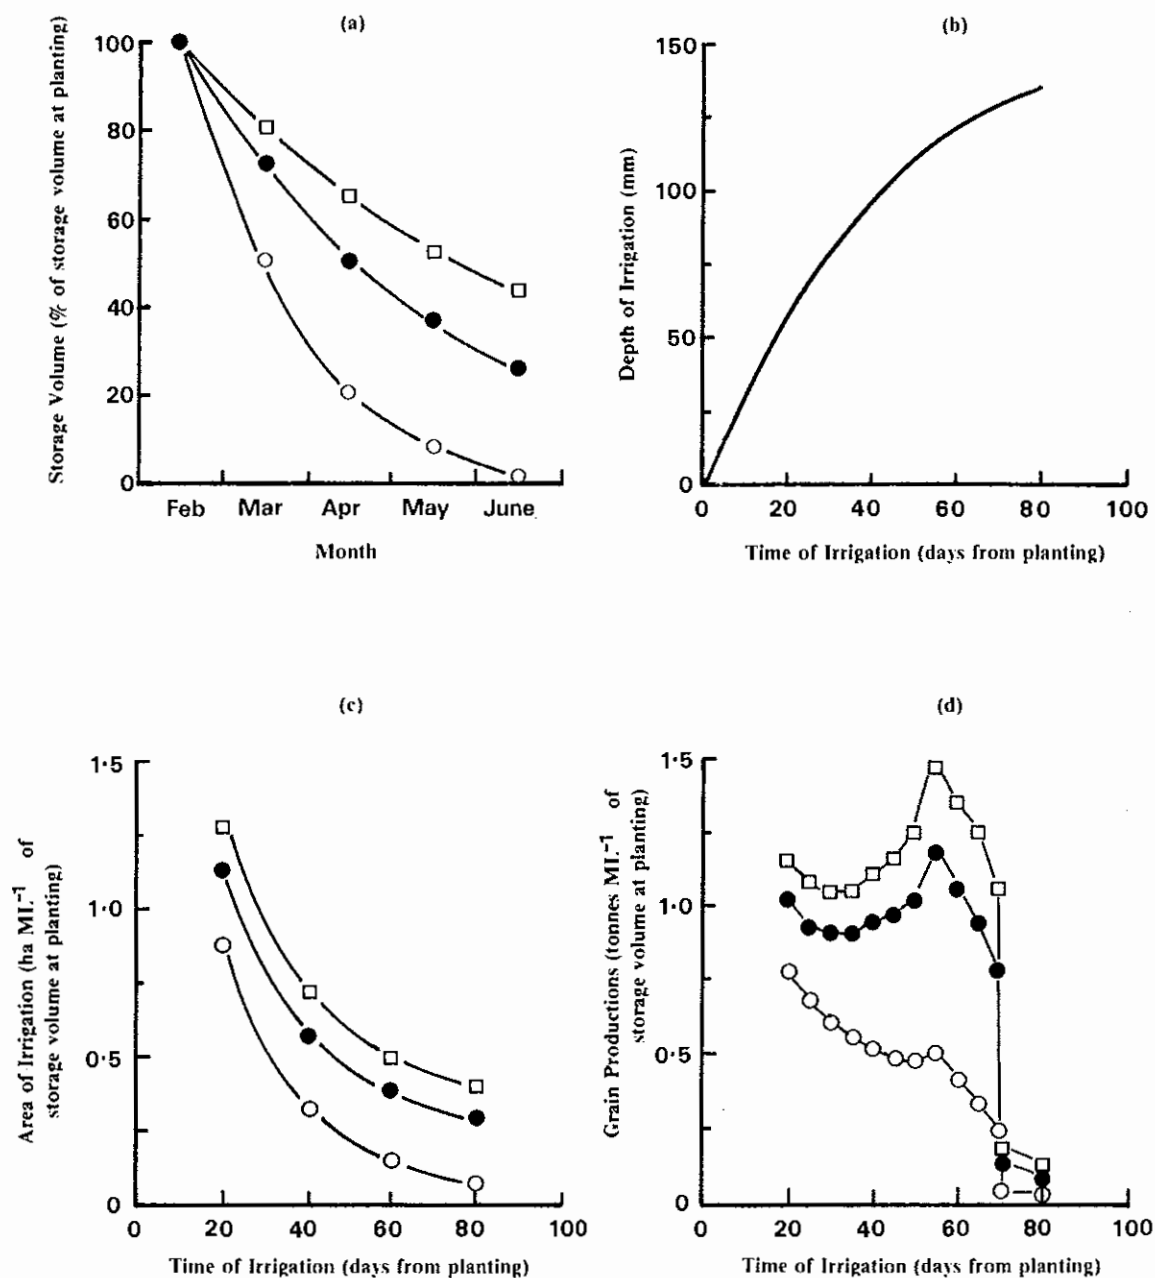 (a)
Storage Volume (% of storage volume at planting)
100
80
60
40
20
0
Feb Mar Apr May June
Month
(b)
Depth of Irrigation (mm)
150
100
50
0
0 20 40 60 80 100
Time of Irrigation (days from planting)
(c)
Area of Irrigation (ha ML⁻¹ of
storage volume at planting)
1·5
1·0
0·5
0
0 20 40 60 80 100
Time of Irrigation (days from planting)
(d)
Grain Productions (tonnes ML⁻¹ of
storage volume at planting)
1·5
1·0
0·5
0
0 20 40 60 80 100
Time of Irrigation (days from planting)